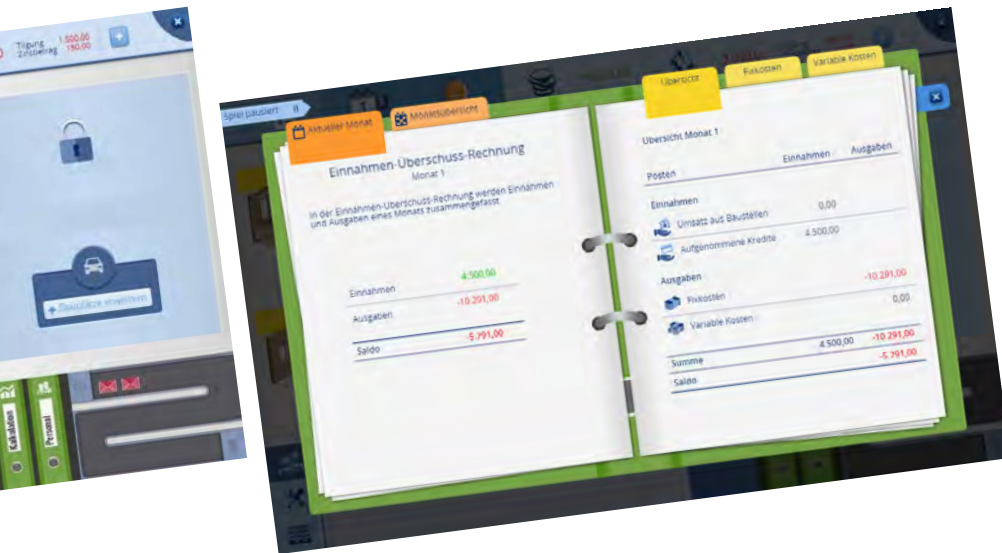 Tilgung 1.500,00
Zinsbetrag 150,00
Kalkulation
Personal
Spiel pausiert
Aktueller Monat
Monatsübersicht
Einnahmen-Überschuss-Rechnung
Monat 1
In der Einnahmen-Überschuss-Rechnung werden Einnahmen
und Ausgaben eines Monats zusammengefasst.
Einnahmen 4.500,00
Ausgaben -10.291,00
Saldo -5.791,00
Übersicht
Fixkosten
Variable Kosten
Übersicht Monat 1
Posten Einnahmen Ausgaben
Einnahmen
Umsatz aus Baustellen 0,00
Aufgenommene Kredite 4.500,00
Ausgaben
Fixkosten -10.291,00
Variable Kosten 0,00
Summe 4.500,00 -10.291,00
Saldo -5.791,00